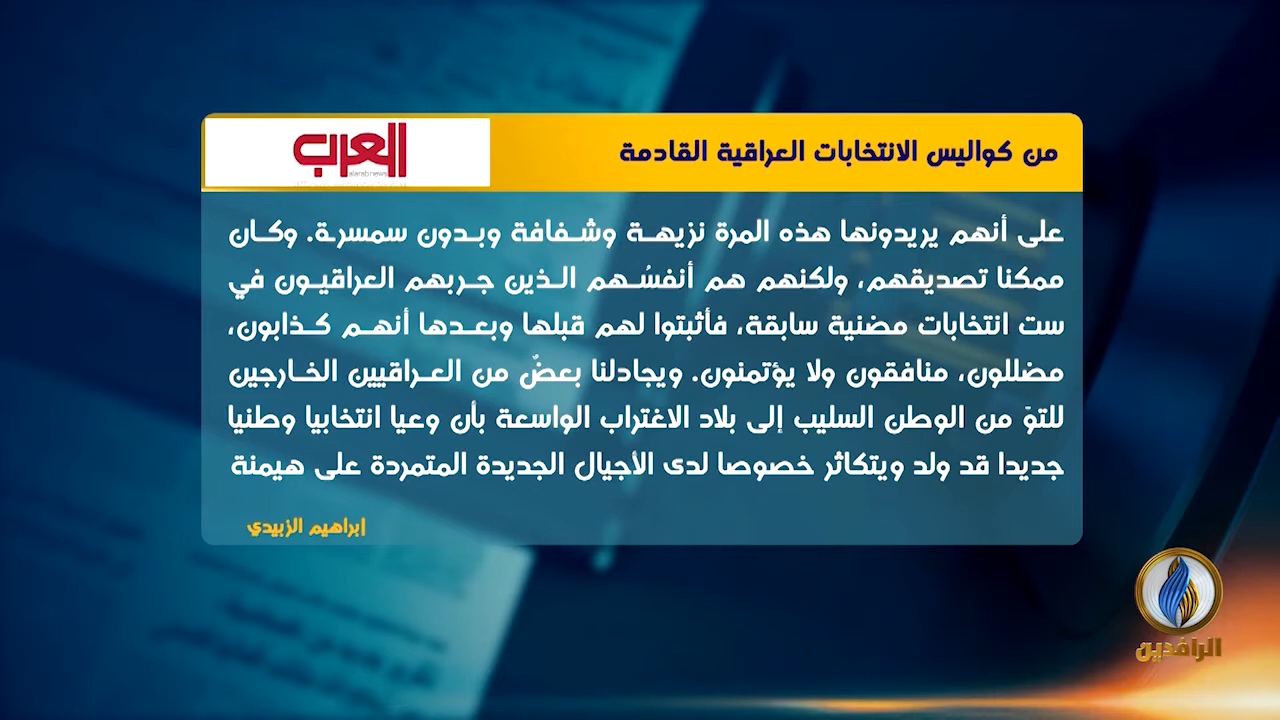 من كواليس الانتخابات العراقية القادمة
العرب
alarab news
على أنهم يريدونها هذه المرة نزيهة وشفافة وبدون سمسرة. وكان
ممكنا تصديقهم، ولكنهم هم أنفسُهم الذين جربهم العراقيون في
ست انتخابات مضنية سابقة، فأثبتوا لهم قبلها وبعدها أنهم كذابون،
مضللون، منافقون ولا يؤتمنون. ويجادلنا بعضٌ من العراقيين الخارجين
للتوّ من الوطن السليب إلى بلاد الاغتراب الواسعة بأن وعيا انتخابيا وطنيا
جديدا قد ولد ويتكاثر خصوصا لدى الأجيال الجديدة المتمردة على هيمنة
إبراهيم الزبيدي
الرافدين